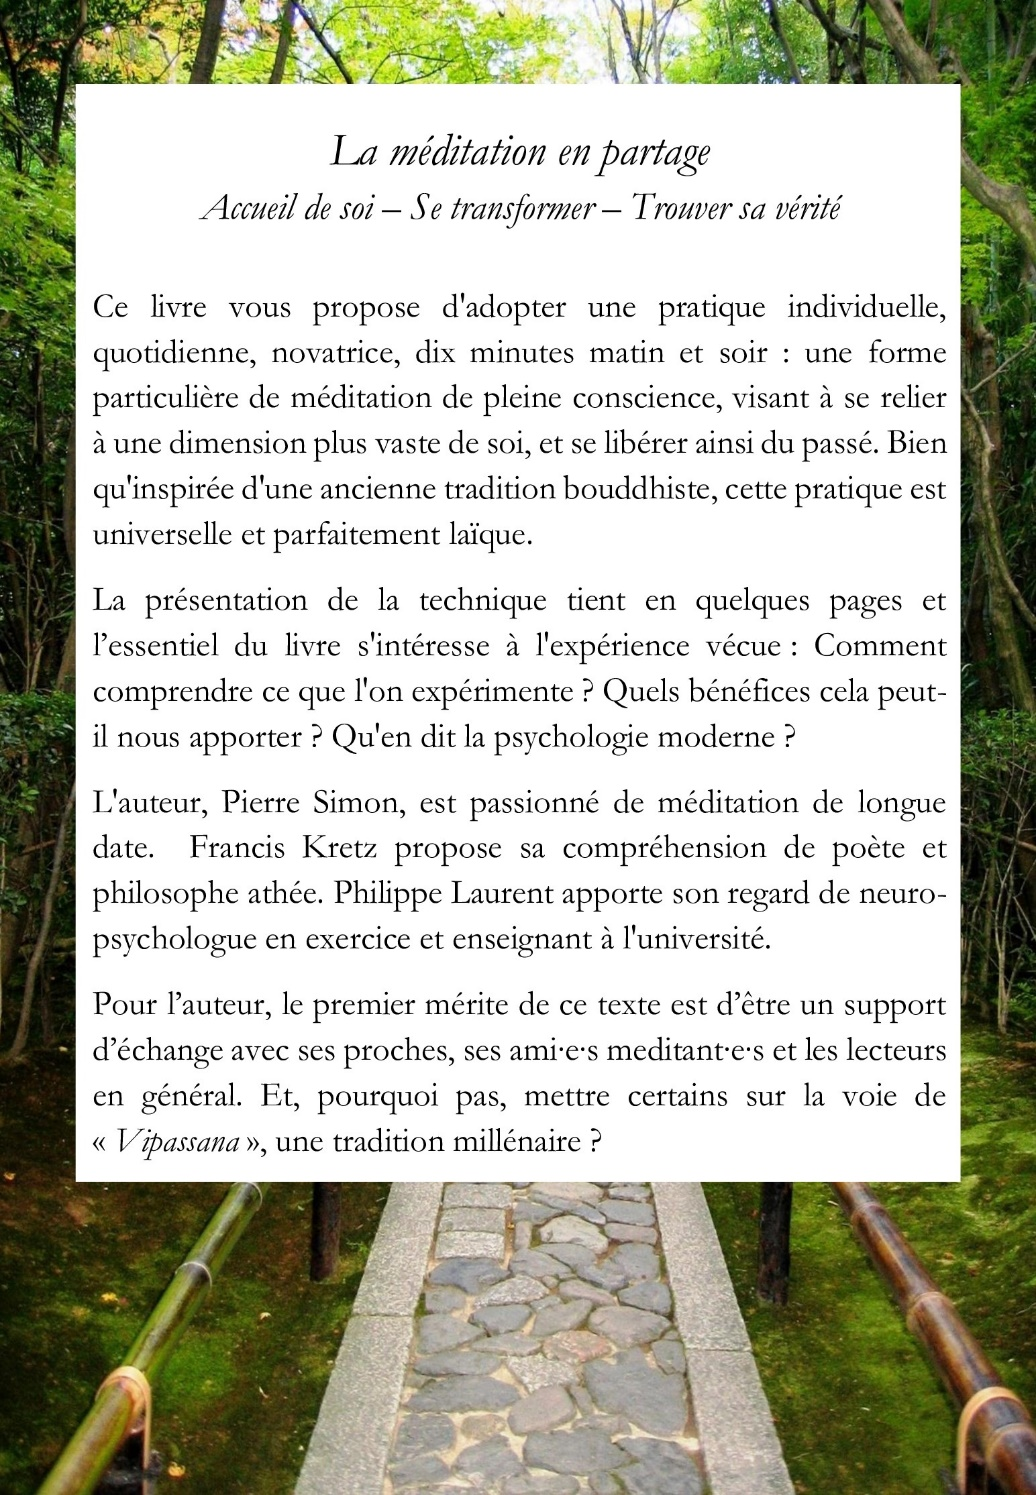 La méditation en partage
Accueil de soi – Se transformer – Trouver sa vérité
Ce livre vous propose d'adopter une pratique individuelle,
quotidienne, novatrice, dix minutes matin et soir : une forme
particulière de méditation de pleine conscience, visant à se relier
à une dimension plus vaste de soi, et se libérer ainsi du passé. Bien
qu'inspirée d'une ancienne tradition bouddhiste, cette pratique est
universelle et parfaitement laïque.
La présentation de la technique tient en quelques pages et
l’essentiel du livre s'intéresse à l'expérience vécue : Comment
comprendre ce que l'on expérimente ? Quels bénéfices cela peut-
il nous apporter ? Qu'en dit la psychologie moderne ?
L'auteur, Pierre Simon, est passionné de méditation de longue
date. Francis Kretz propose sa compréhension de poète et
philosophe athée. Philippe Laurent apporte son regard de neuro-
psychologue en exercice et enseignant à l'université.
Pour l’auteur, le premier mérite de ce texte est d’être un support
d’échange avec ses proches, ses ami·e·s meditant·e·s et les lecteurs
en général. Et, pourquoi pas, mettre certains sur la voie de
« Vipassana », une tradition millénaire ?